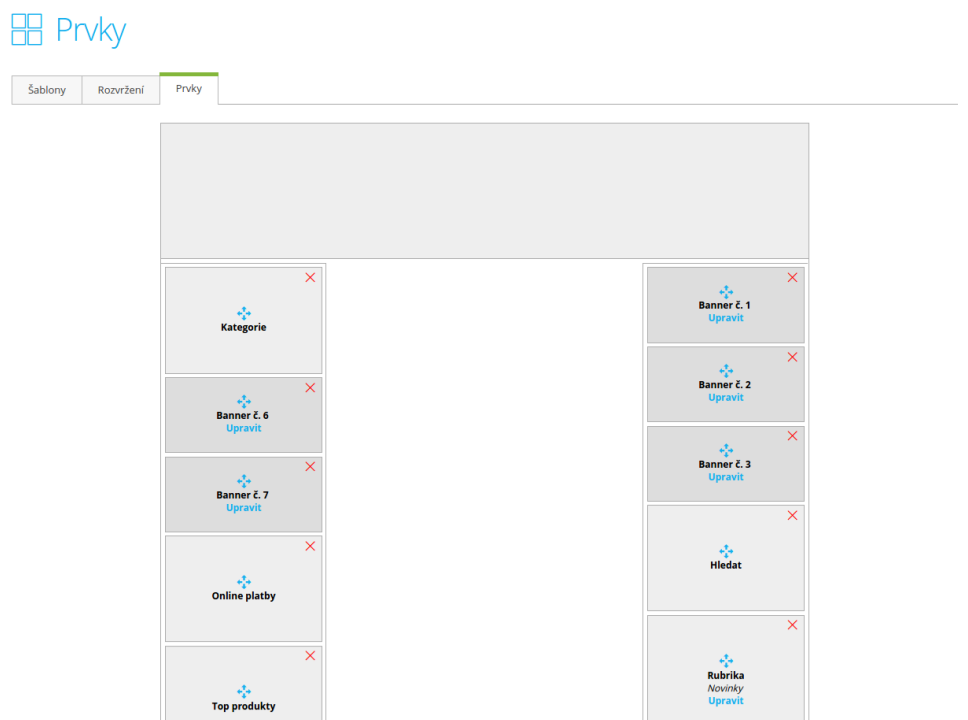 Prvky
Šablony
Rozvržení
Prvky
Kategorie
Banner č. 6
Upravit
Banner č. 7
Upravit
Online platby
Top produkty
Banner č. 1
Upravit
Banner č. 2
Upravit
Banner č. 3
Upravit
Hledat
Rubrika
Novinky
Upravit